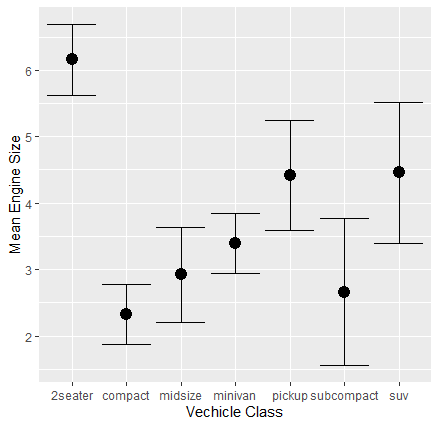 Mean Engine Size
6
5
4
3
2
2seater compact midsize minivan pickup subcompact suv
Vechicle Class